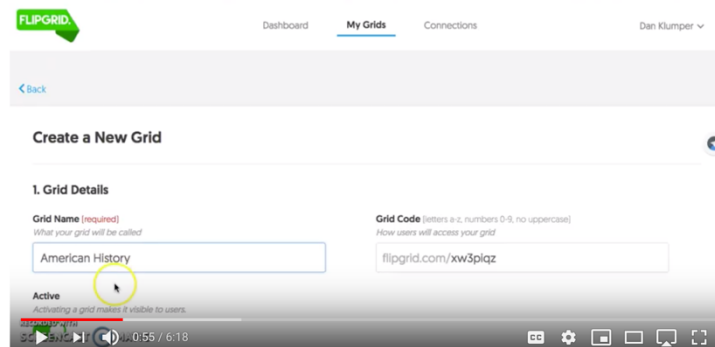 FLIPGRID.
Dashboard My Grids Connections Dan Klumper
Back
Create a New Grid
1. Grid Details
Grid Name (required) Grid Code (letters a-z, numbers 0-9, no uppercase)
What your grid will be called How users will access your grid
American History flipgrid.com/xw3piqz
Active
Activating a grid makes it visible to users.
RECORDED WITH
0:55 / 6:18 CC